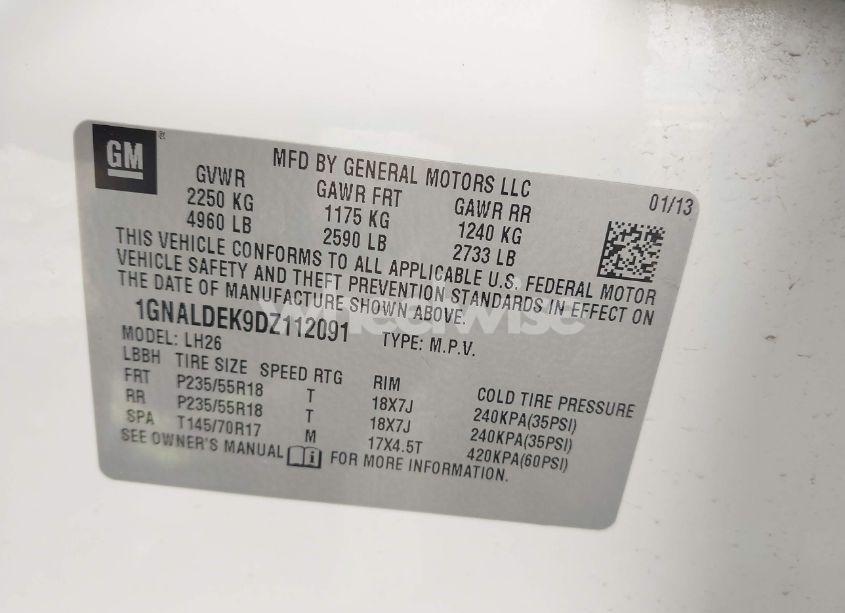 GM ®
MFD BY GENERAL MOTORS LLC
01/13
GVWR GAWR FRT GAWR RR
2250 KG 1175 KG 1240 KG
4960 LB 2590 LB 2733 LB
THIS VEHICLE CONFORMS TO ALL APPLICABLE U.S. FEDERAL MOTOR
VEHICLE SAFETY AND THEFT PREVENTION STANDARDS IN EFFECT ON
THE DATE OF MANUFACTURE SHOWN ABOVE.
1GNALDEK9DZ112091 TYPE: M.P.V.
MODEL: LH26
LBBH TIRE SIZE SPEED RTG RIM COLD TIRE PRESSURE
FRT P235/55R18 T 18X7J 240KPA(35PSI)
RR P235/55R18 T 18X7J 240KPA(35PSI)
SPA T145/70R17 M 17X4.5T 420KPA(60PSI)
SEE OWNER'S MANUAL i FOR MORE INFORMATION.
wheelwise